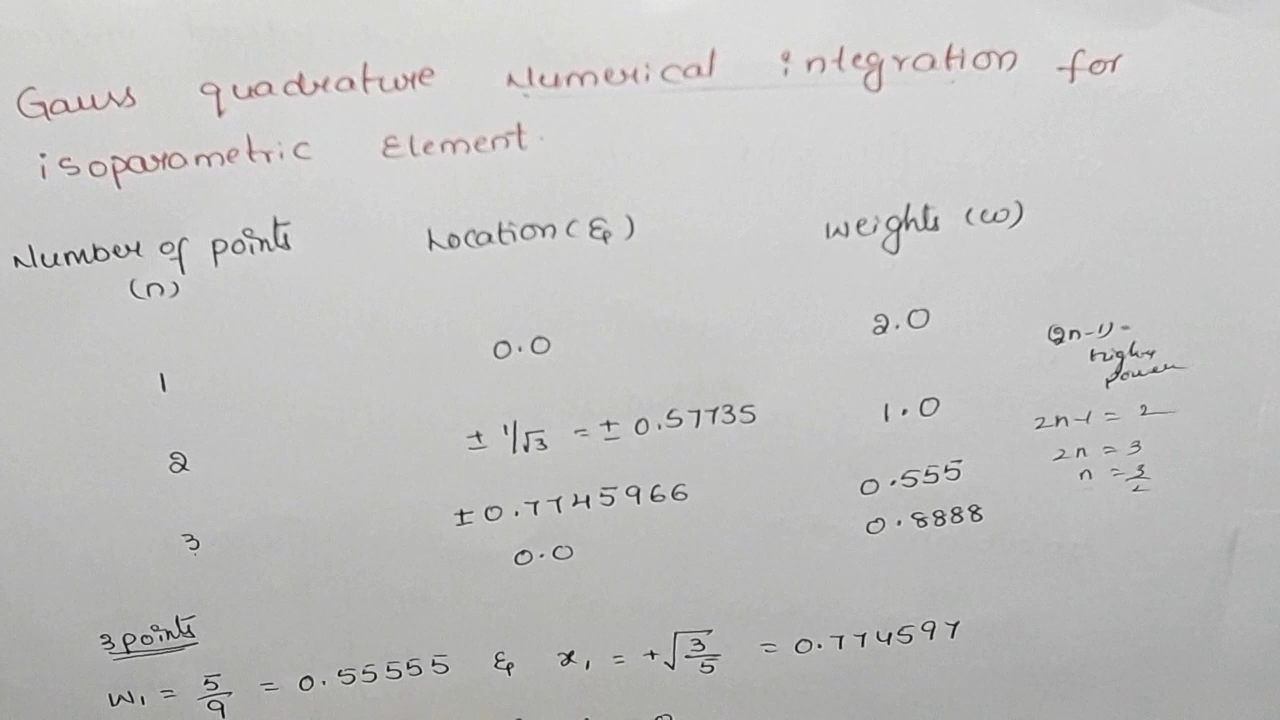 Gauss quadrature Numerical integration for
isoparametric Element.
Number of points Location (ξ) Weights (ω)
(n)
1 0.0 2.0
2 ± 1/√3 = ± 0.57735 1.0
3 ± 0.7745966 0.555
0.0 0.8888
(2n-1) =
power
2n-1 = 2
2n = 3
n = 3/2
3 points
W₁ = 5/9 = 0.55555 & x₁ = +√3/5 = 0.774597